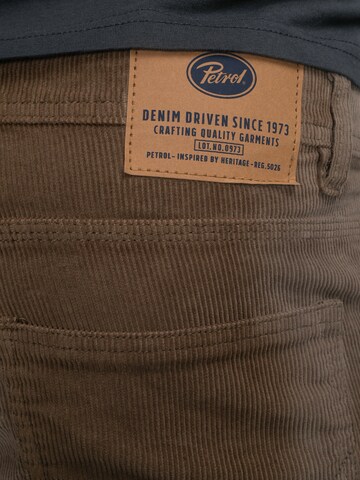 Petrol
DENIM DRIVEN SINCE 1973
CRAFTING QUALITY GARMENTS
LOT.NO.0973
PETROL- INSPIRED BY HERITAGE-REG.5026